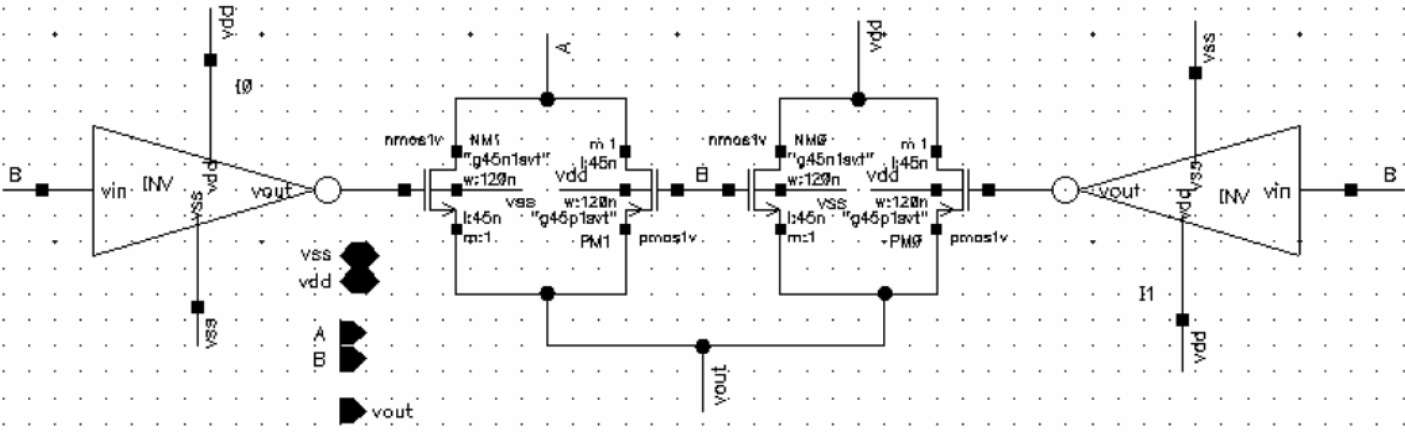 vdd
I0
B
vin
INV
vdd
vss
vout
vss
vss
vdd
A
B
vout
A
nmos1v
NM1
"g45n1svt"
w:120n
vss
l:45n
m:1
m:1
l:45n
vdd
w:120n
"g45p1svt"
PM1
pmos1v
B
vdd
nmos1v
NM0
"g45n1svt"
w:120n
vss
l:45n
m:1
m:1
l:45n
vdd
w:120n
"g45p1svt"
PM0
pmos1v
vout
vss
vout
vss
vdd
INV
vin
B
I1
vdd